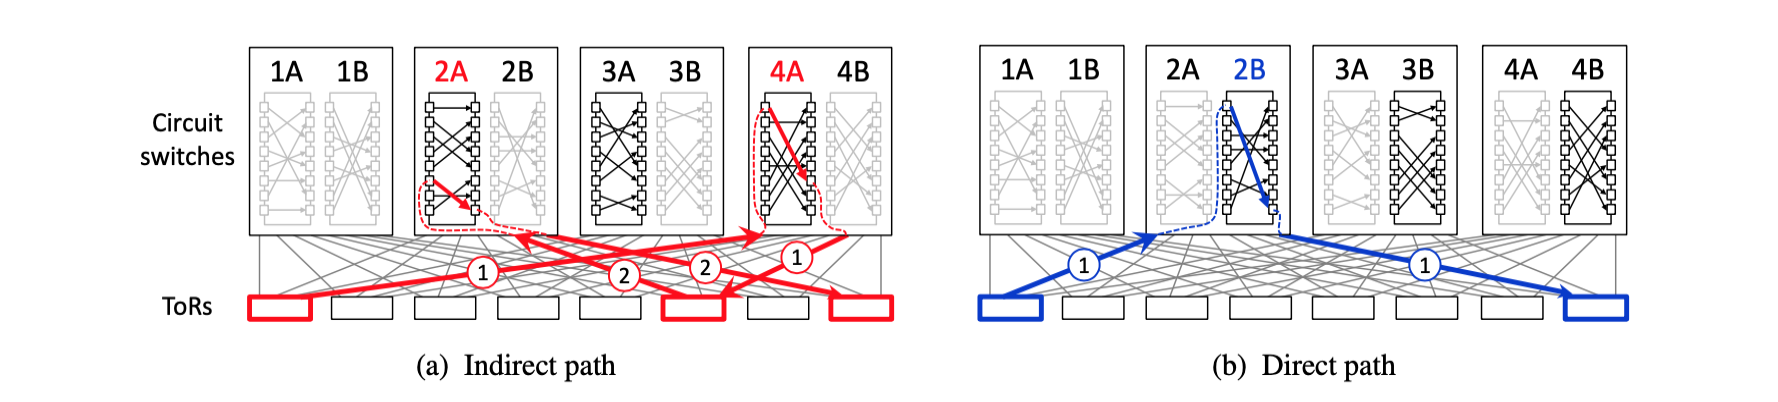 1A 1B 2A 2B 3A 3B 4A 4B
Circuit
switches
1 2 2 1
ToRs
(a) Indirect path
1A 1B 2A 2B 3A 3B 4A 4B
1 1
(b) Direct path